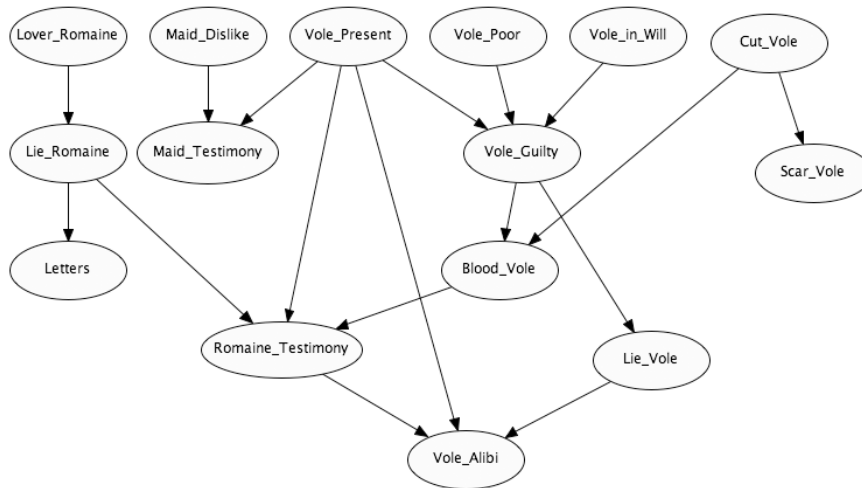 Lover_Romaine
Maid_Dislike
Vole_Present
Vole_Poor
Vole_in_Will
Cut_Vole
Lie_Romaine
Maid_Testimony
Vole_Guilty
Scar_Vole
Letters
Blood_Vole
Romaine_Testimony
Lie_Vole
Vole_Alibi